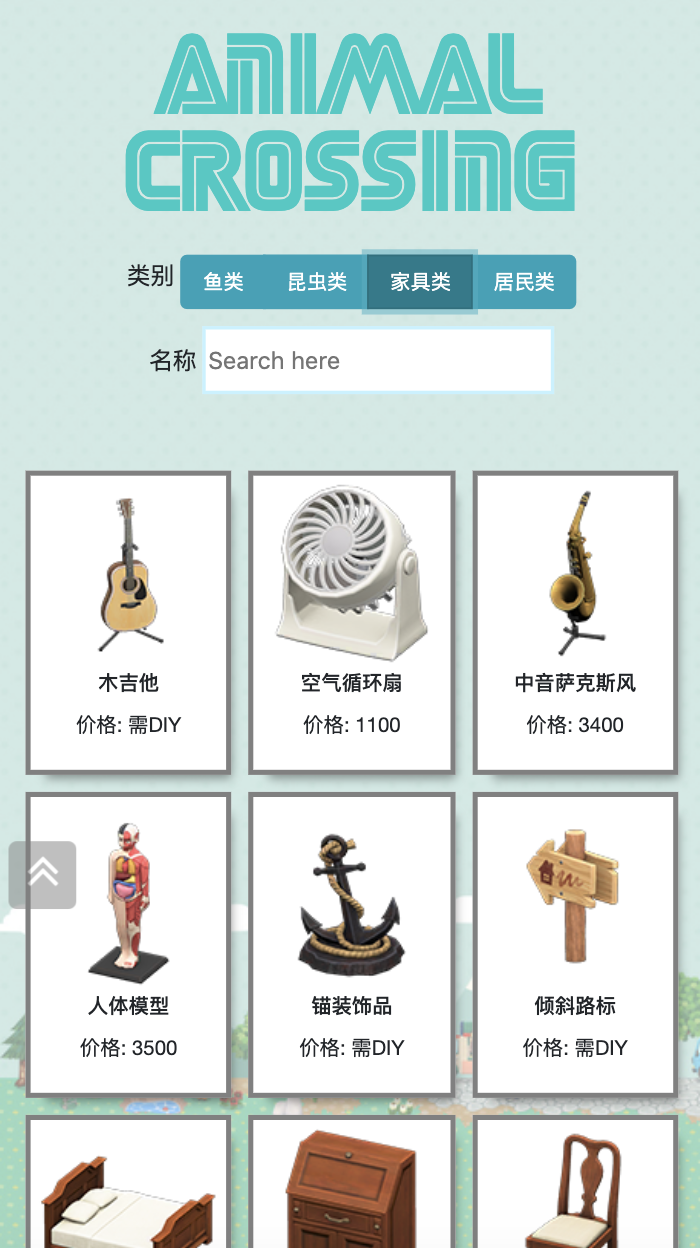 ANIMAL
CROSSING
类别 鱼类 昆虫类 家具类 居民类
名称 Search here
木吉他 空气循环扇 中音萨克斯风
价格: 需DIY 价格: 1100 价格: 3400
人体模型 锚装饰品 倾斜路标
价格: 3500 价格: 需DIY 价格: 需DIY